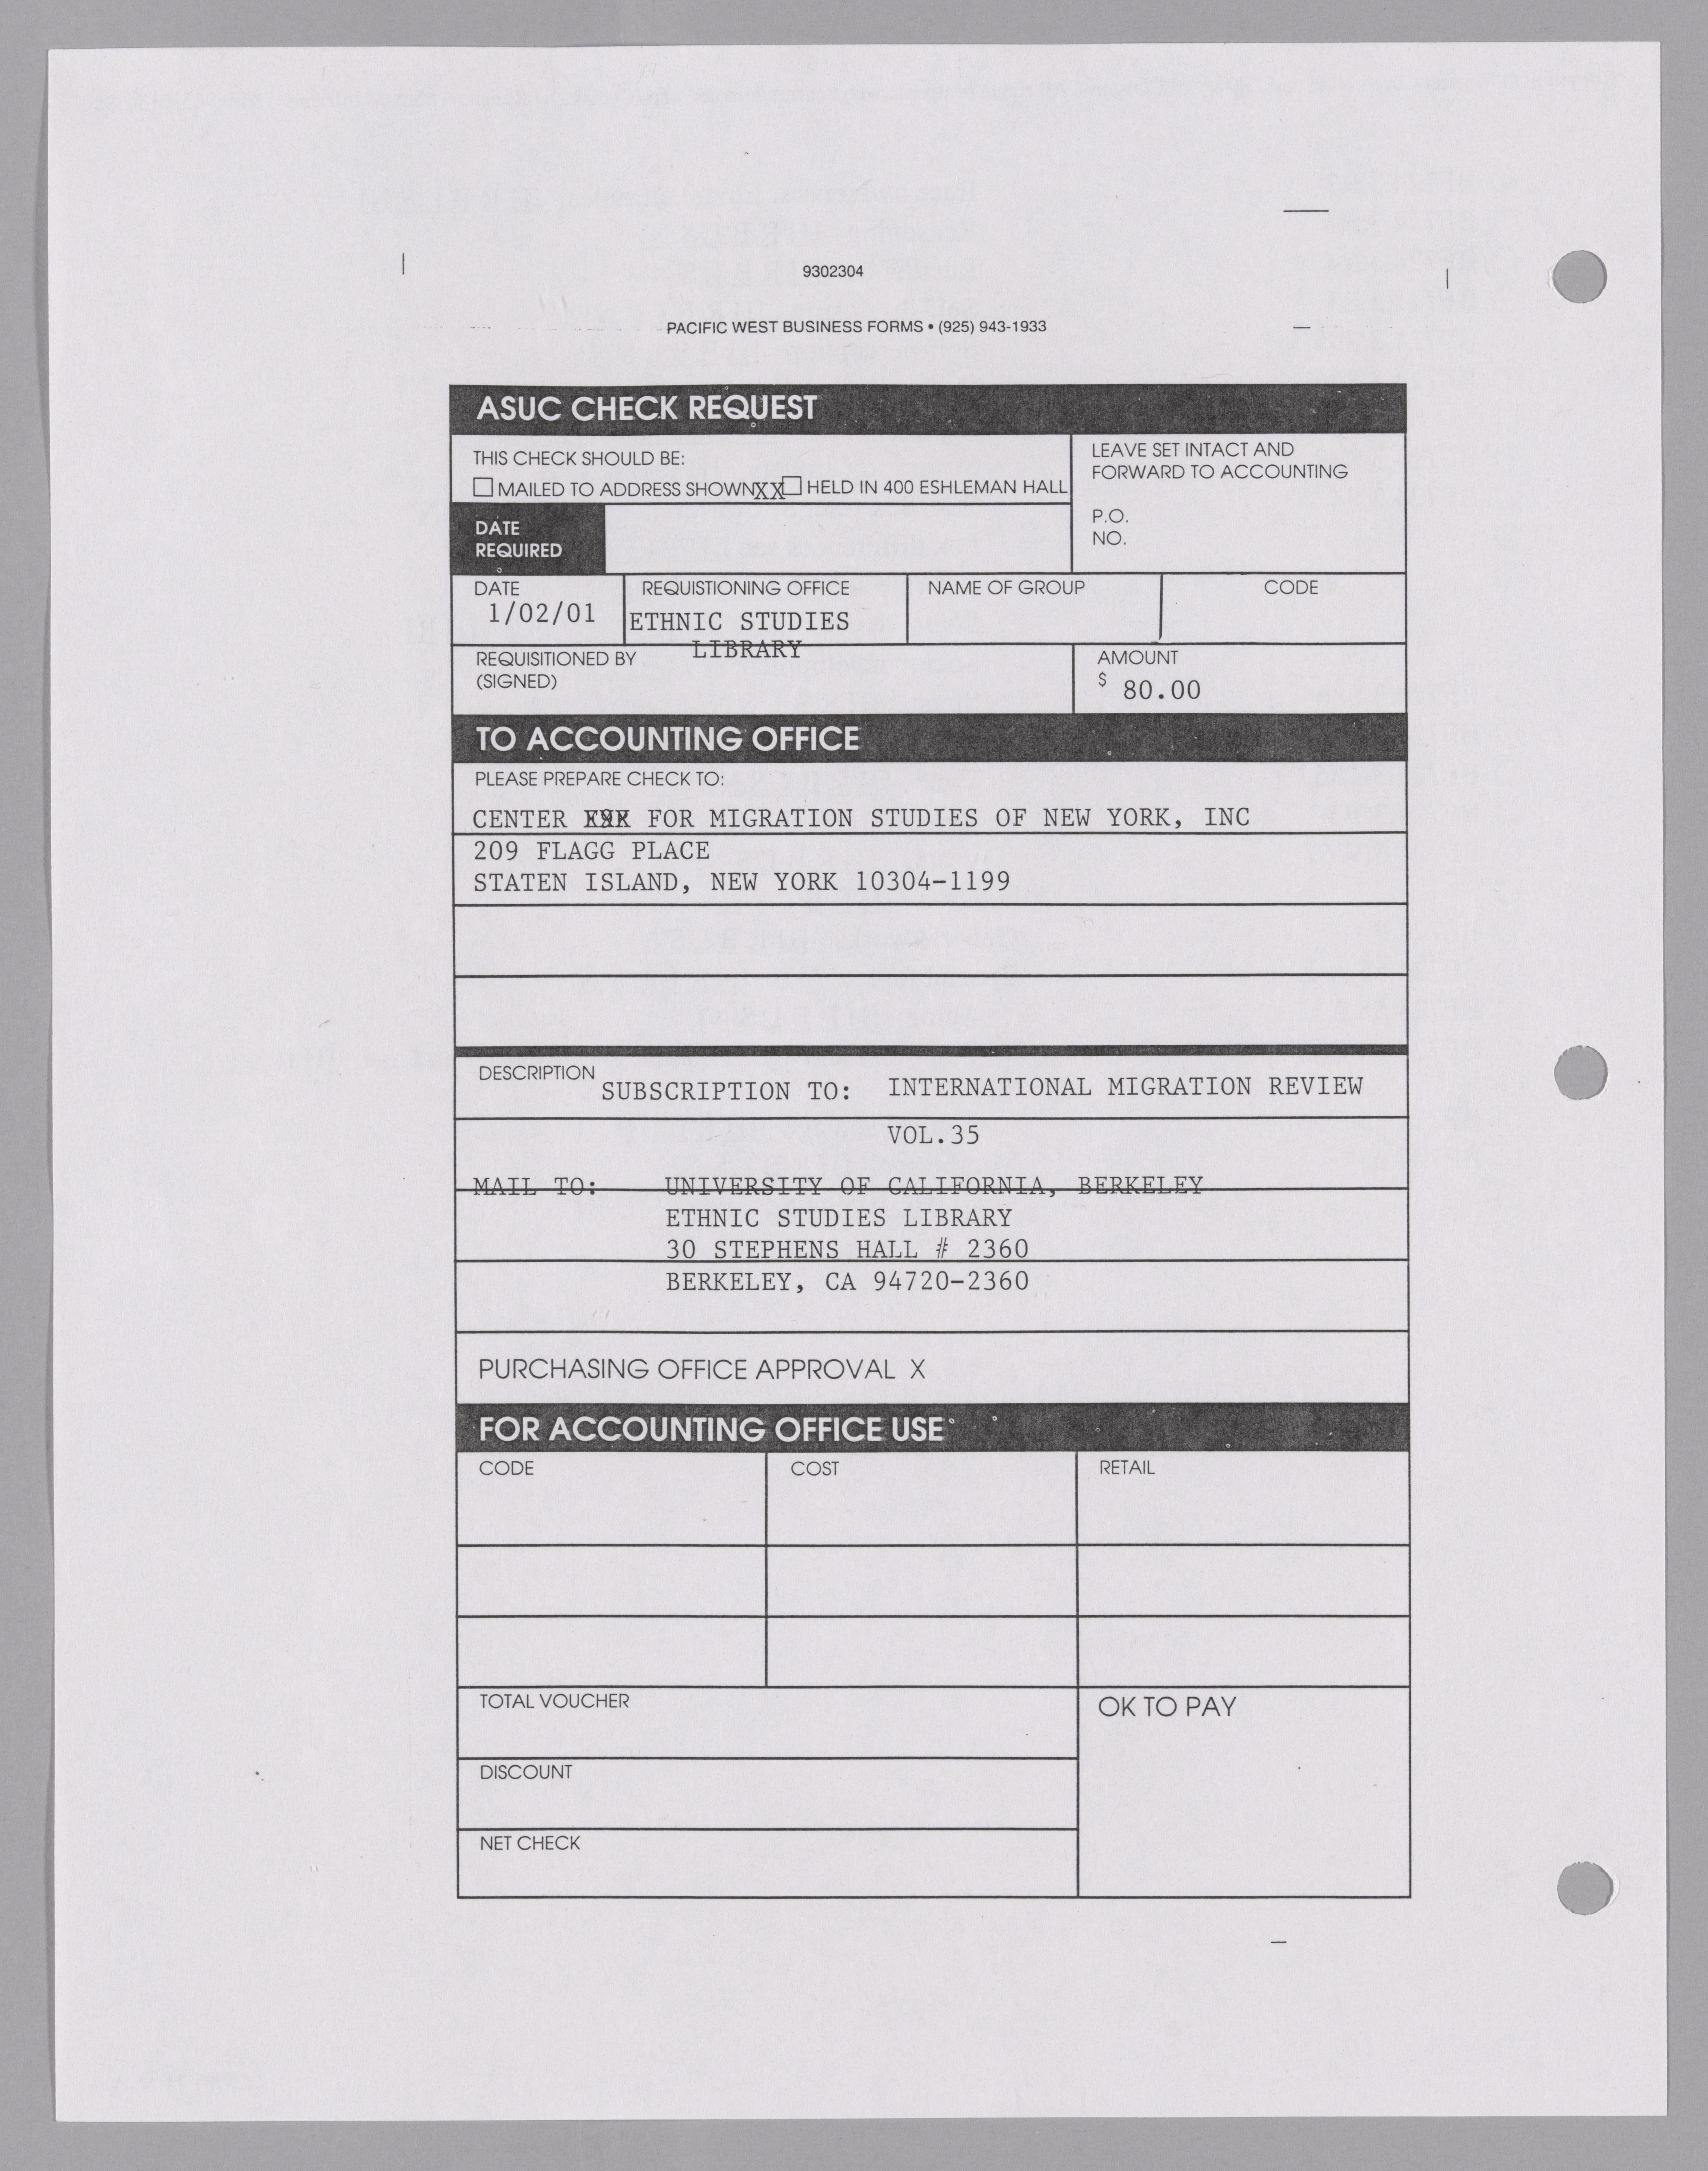 9302304
PACIFIC WEST BUSINESS FORMS • (925) 943-1933
ASUC CHECK REQUEST
THIS CHECK SHOULD BE:
☐ MAILED TO ADDRESS SHOWN XX☐ HELD IN 400 ESHLEMAN HALL
LEAVE SET INTACT AND
FORWARD TO ACCOUNTING
P.O.
NO.
DATE
REQUIRED
DATE
1/02/01
REQUISTIONING OFFICE
ETHNIC STUDIES
LIBRARY
NAME OF GROUP
CODE
REQUISITIONED BY
(SIGNED)
AMOUNT
$ 80.00
TO ACCOUNTING OFFICE
PLEASE PREPARE CHECK TO:
CENTER FOR MIGRATION STUDIES OF NEW YORK, INC
209 FLAGG PLACE
STATEN ISLAND, NEW YORK 10304-1199
DESCRIPTION
SUBSCRIPTION TO: INTERNATIONAL MIGRATION REVIEW
VOL.35
MAIL TO: UNIVERSITY OF CALIFORNIA, BERKELEY
ETHNIC STUDIES LIBRARY
30 STEPHENS HALL # 2360
BERKELEY, CA 94720-2360
PURCHASING OFFICE APPROVAL X
FOR ACCOUNTING OFFICE USE
CODE COST RETAIL
TOTAL VOUCHER
OK TO PAY
DISCOUNT
NET CHECK